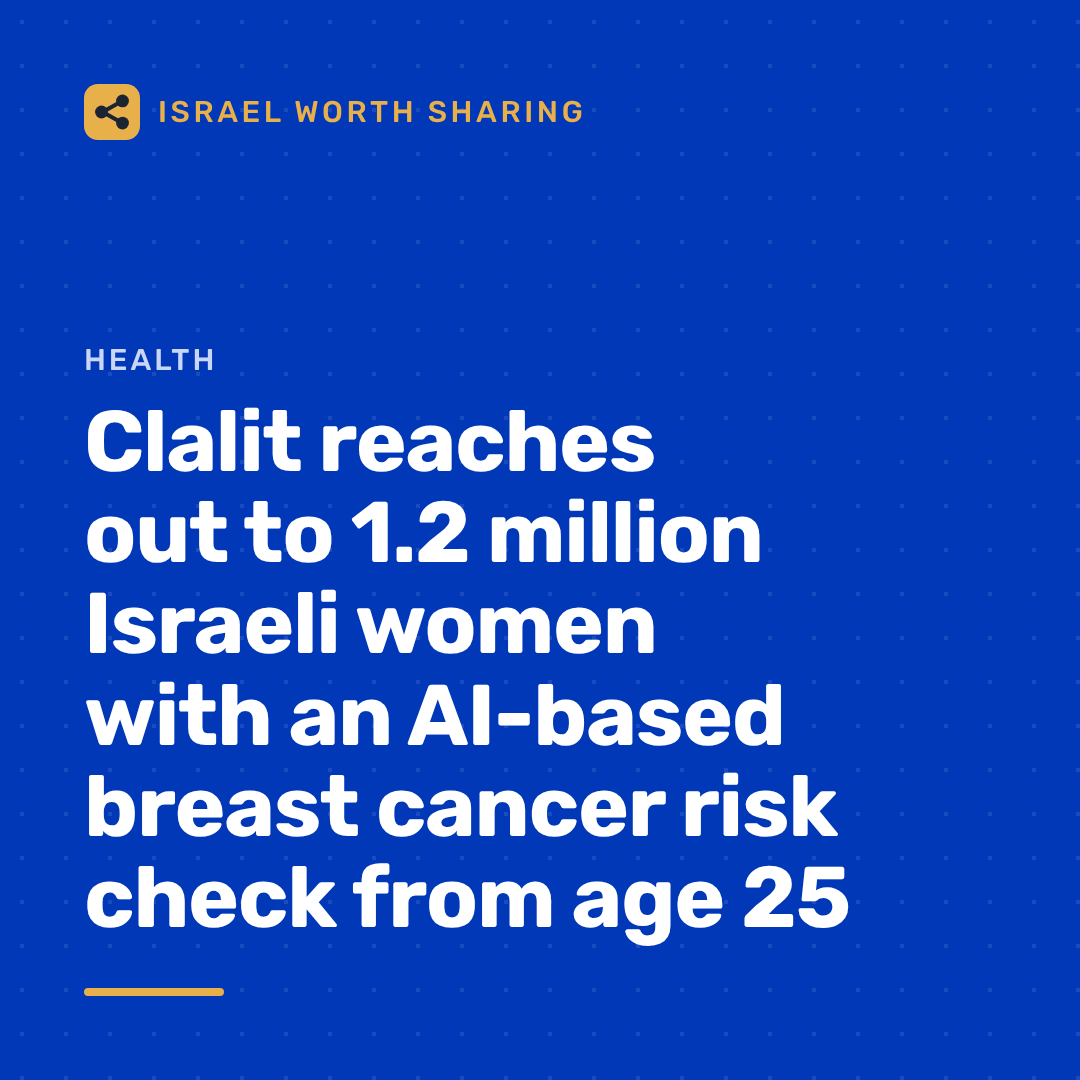 ISRAEL WORTH SHARING
HEALTH
Clalit reaches
out to 1.2 million
Israeli women
with an AI-based
breast cancer risk
check from age 25